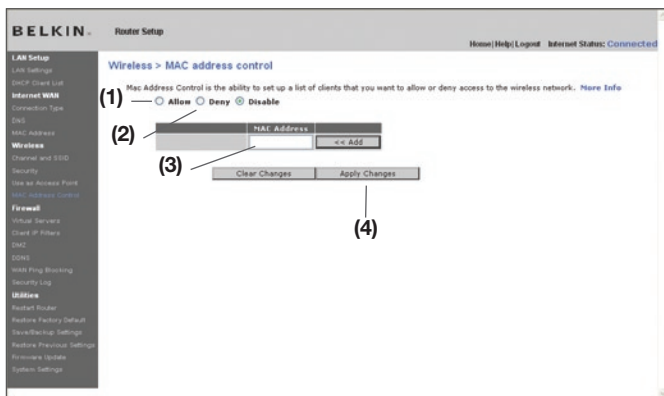 BELKIN.
Router Setup
Home|Help|Logout Internet Status: Connected
LAN Setup
LAN Settings
DHCP Client List
Internet WAN
Connection Type
DNS
MAC Address
Wireless
Channel and SSID
Security
Use as Access Point
MAC Address Control
Firewall
Virtual Servers
Client IP Filters
DMZ
DDNS
WAN Ping Blocking
Security Log
Utilities
Restart Router
Restore Factory Default
Save/Backup Settings
Restore Previous Settings
Firmware Update
System Settings
Wireless > MAC address control
Mac Address Control is the ability to set up a list of clients that you want to allow or deny access to the wireless network. More Info
(1) Allow Deny Disable
(2)
MAC Address
<< Add
(3)
Clear Changes Apply Changes
(4)